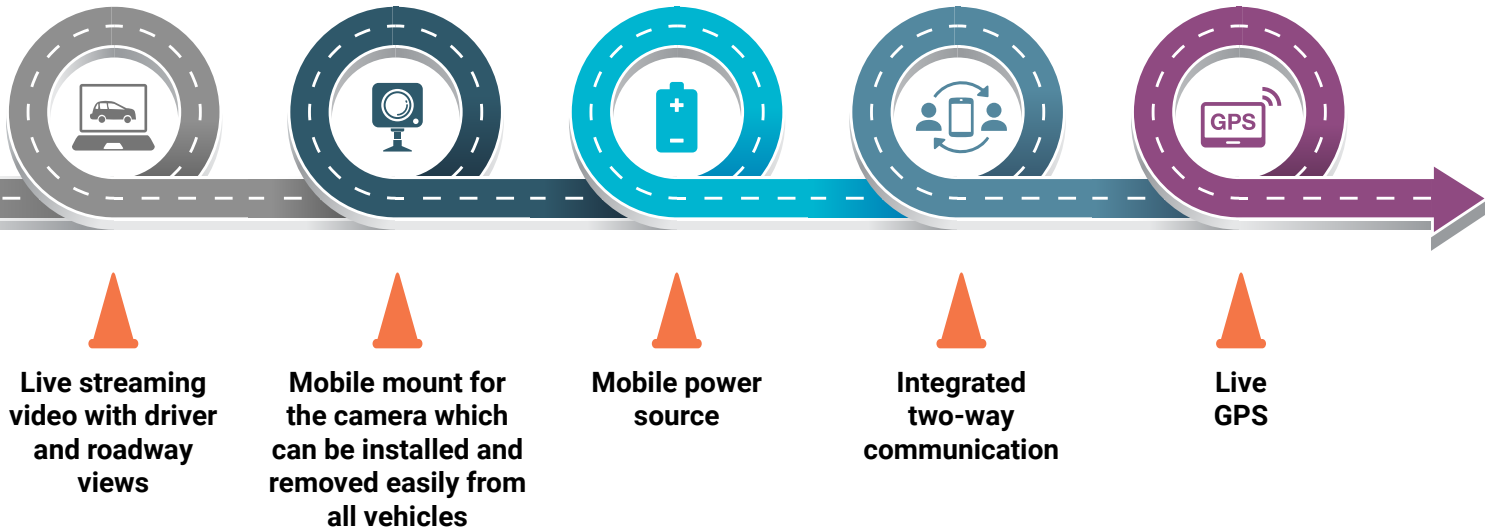 GPS
Live streaming
video with driver
and roadway
views
Mobile mount for
the camera which
can be installed and
removed easily from
all vehicles
Mobile power
source
Integrated
two-way
communication
Live
GPS